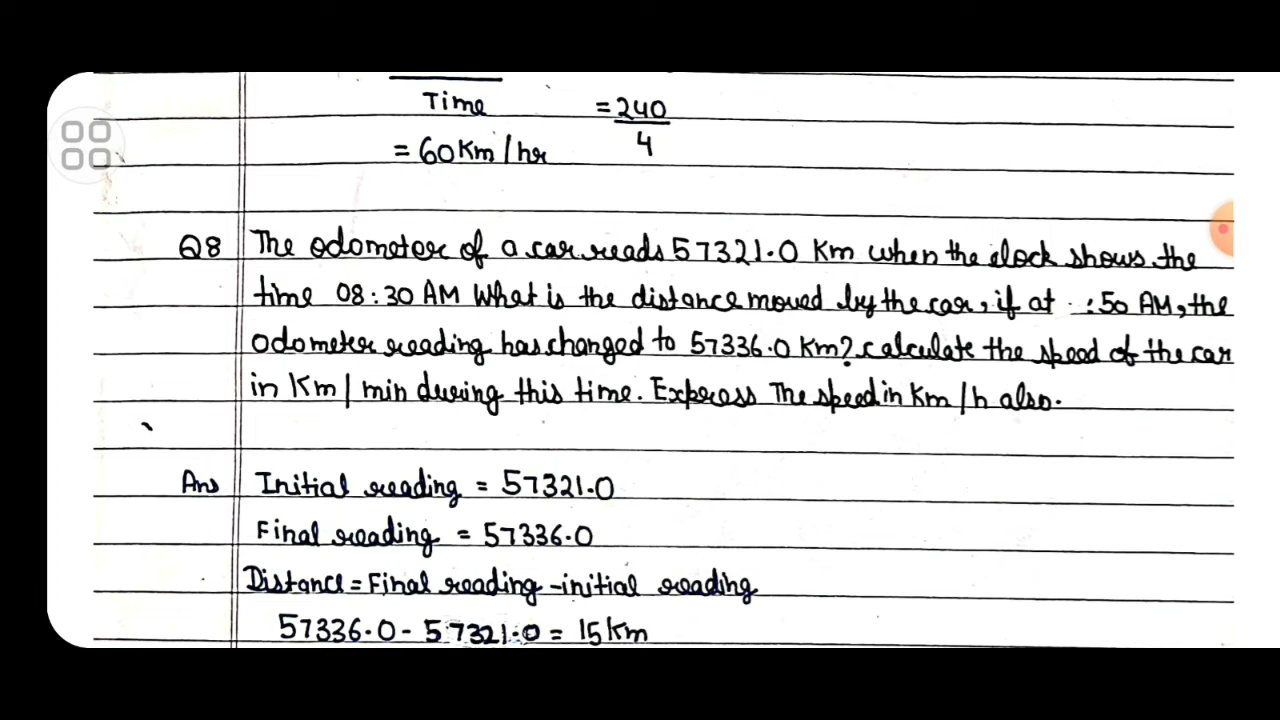 Time = 240
4
= 60 Km / hr
Q8 The odometer of a car reads 57321.0 Km when the clock shows the
time 08:30 AM What is the distance moved by the car, if at :50 AM, the
odometer reading has changed to 57336.0 Km? calculate the speed of the car
in Km / min during this time. Express The speed in Km / h also.
Ans Initial reading = 57321.0
Final reading = 57336.0
Distance = Final reading - initial reading
57336.0 - 57321.0 = 15 Km